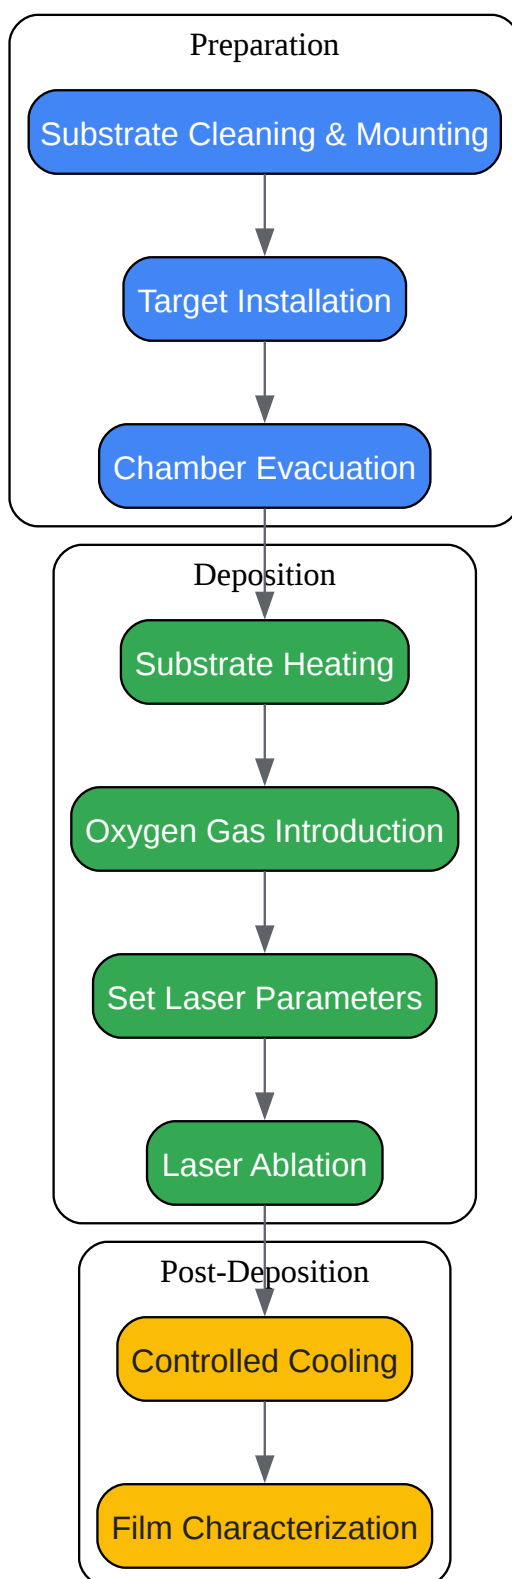 Preparation
Substrate Cleaning & Mounting
Target Installation
Chamber Evacuation
Deposition
Substrate Heating
Oxygen Gas Introduction
Set Laser Parameters
Laser Ablation
Post-Deposition
Controlled Cooling
Film Characterization